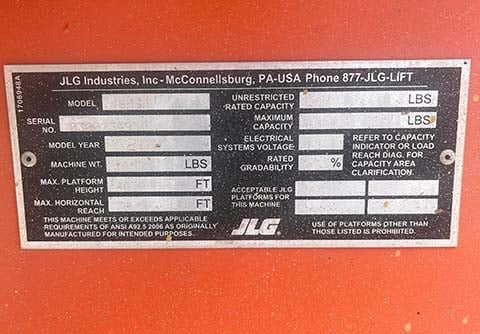 JLG Industries, Inc - McConnellsburg, PA-USA Phone 877-JLG-LIFT
1706948A
MODEL
SERIAL
NO.
MODEL YEAR
MACHINE WT. LBS
MAX. PLATFORM
HEIGHT FT
MAX. HORIZONTAL
REACH FT
THIS MACHINE MEETS OR EXCEEDS APPLICABLE
REQUIREMENTS OF ANSI A92.5 2006 AS ORIGINALLY
MANUFACTURED FOR INTENDED PURPOSES.
UNRESTRICTED
RATED CAPACITY LBS
MAXIMUM
CAPACITY LBS
ELECTRICAL
SYSTEMS VOLTAGE
RATED
GRADABILITY %
REFER TO CAPACITY
INDICATOR OR LOAD
REACH DIAG. FOR
CAPACITY AREA
CLARIFICATION.
ACCEPTABLE JLG
PLATFORMS FOR
THIS MACHINE
JLG
USE OF PLATFORMS OTHER THAN
THOSE LISTED IS PROHIBITED.